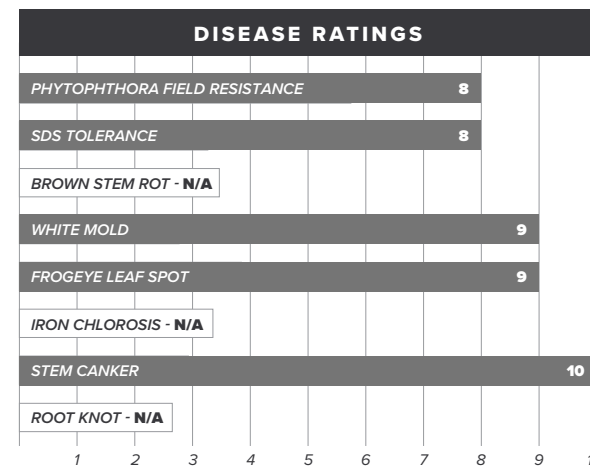 DISEASE RATINGS
PHYTOPHTHORA FIELD RESISTANCE 8
SDS TOLERANCE 8
BROWN STEM ROT - N/A
WHITE MOLD 9
FROGEYE LEAF SPOT 9
IRON CHLOROSIS - N/A
STEM CANKER 10
ROOT KNOT - N/A
1 2 3 4 5 6 7 8 9